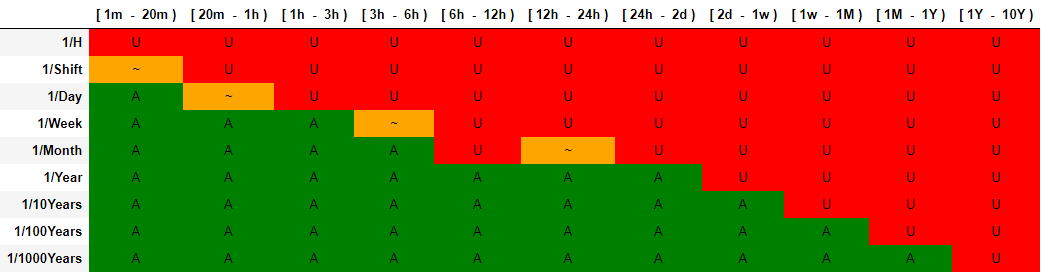 [ 1m - 20m ) [ 20m - 1h ) [ 1h - 3h ) [ 3h - 6h ) [ 6h - 12h ) [ 12h - 24h ) [ 24h - 2d ) [ 2d - 1w ) [ 1w - 1M ) [ 1M - 1Y ) [ 1Y - 10Y )
1/H U U U U U U U U U U U
1/Shift ~ U U U U U U U U U U
1/Day A ~ U U U U U U U U U
1/Week A A A ~ U U U U U U U
1/Month A A A A U ~ U U U U U
1/Year A A A A A A A U U U U
1/10Years A A A A A A A A U U U
1/100Years A A A A A A A A A U U
1/1000Years A A A A A A A A A A U